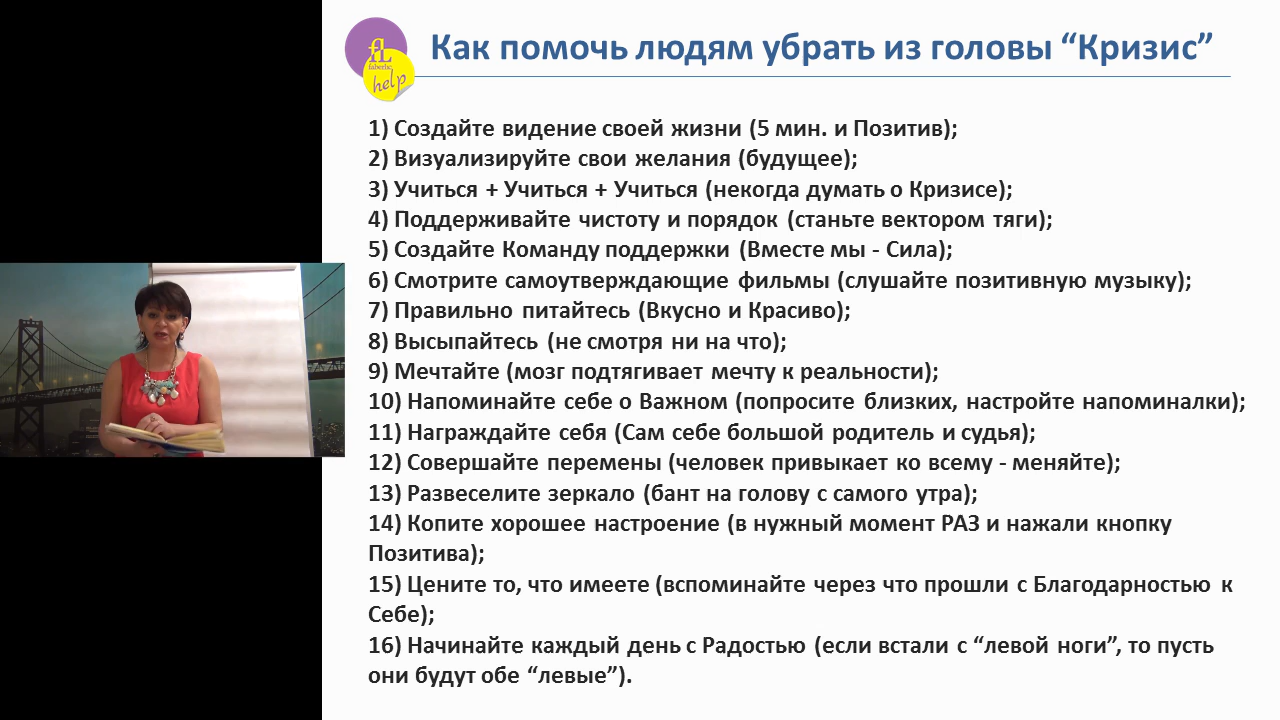 fL
faberlic
help
Как помочь людям убрать из головы “Кризис”
1) Создайте видение своей жизни (5 мин. и Позитив);
2) Визуализируйте свои желания (будущее);
3) Учиться + Учиться + Учиться (некогда думать о Кризисе);
4) Поддерживайте чистоту и порядок (станьте вектором тяги);
5) Создайте Команду поддержки (Вместе мы - Сила);
6) Смотрите самоутверждающие фильмы (слушайте позитивную музыку);
7) Правильно питайтесь (Вкусно и Красиво);
8) Высыпайтесь (не смотря ни на что);
9) Мечтайте (мозг подтягивает мечту к реальности);
10) Напоминайте себе о Важном (попросите близких, настройте напоминалки);
11) Награждайте себя (Сам себе большой родитель и судья);
12) Совершайте перемены (человек привыкает ко всему - меняйте);
13) Развеселите зеркало (бант на голову с самого утра);
14) Копите хорошее настроение (в нужный момент РАЗ и нажали кнопку
Позитива);
15) Цените то, что имеете (вспоминайте через что прошли с Благодарностью к
Себе);
16) Начинайте каждый день с Радостью (если встали с “левой ноги”, то пусть
они будут обе “левые”).